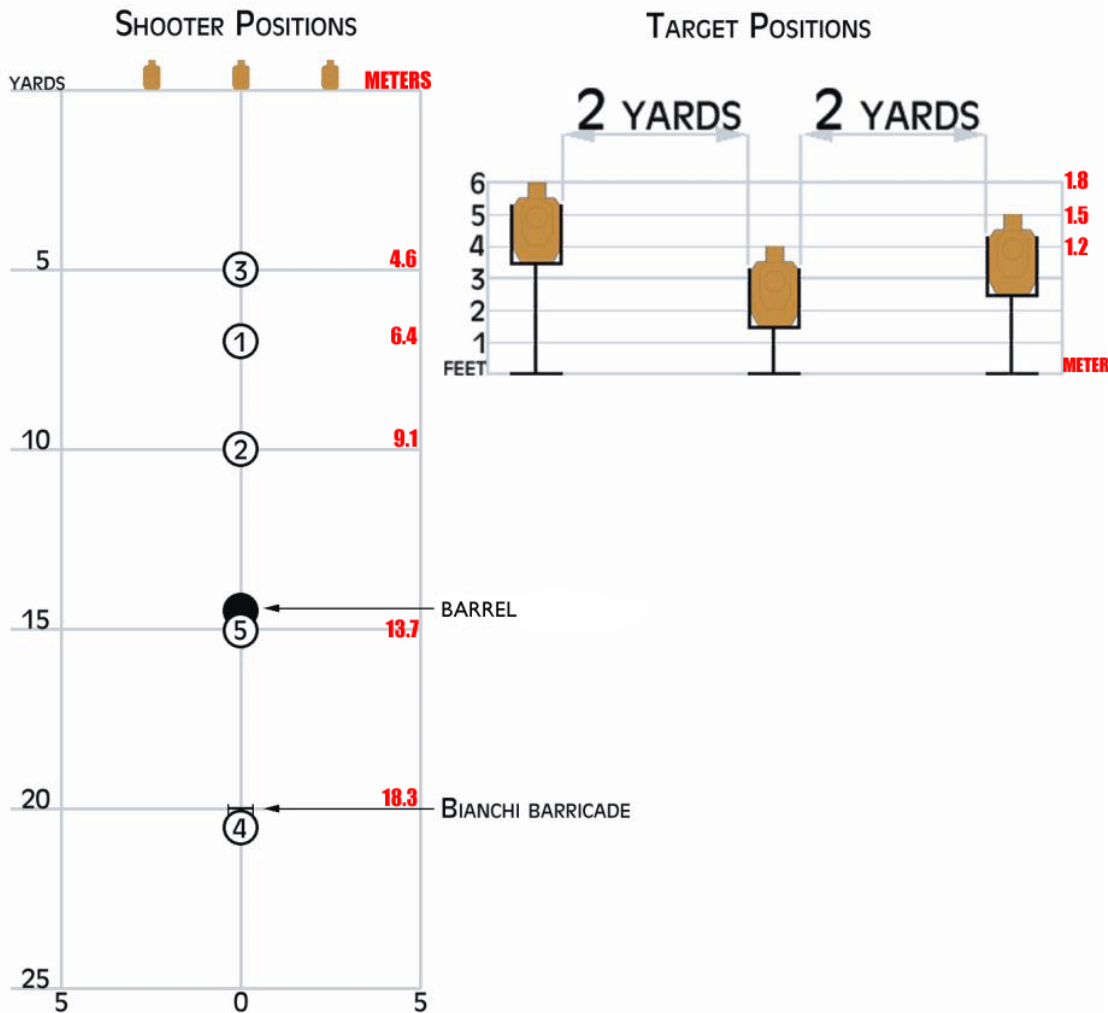 SHOOTER POSITIONS
YARDS
METERS
5
4.6
3
1
6.4
10
9.1
2
BARREL
15
13.7
5
20
18.3
BIANCHI BARRICADE
4
25
5
0
5
TARGET POSITIONS
2 YARDS
2 YARDS
6
1.8
5
1.5
4
1.2
3
2
1
FEET
METER